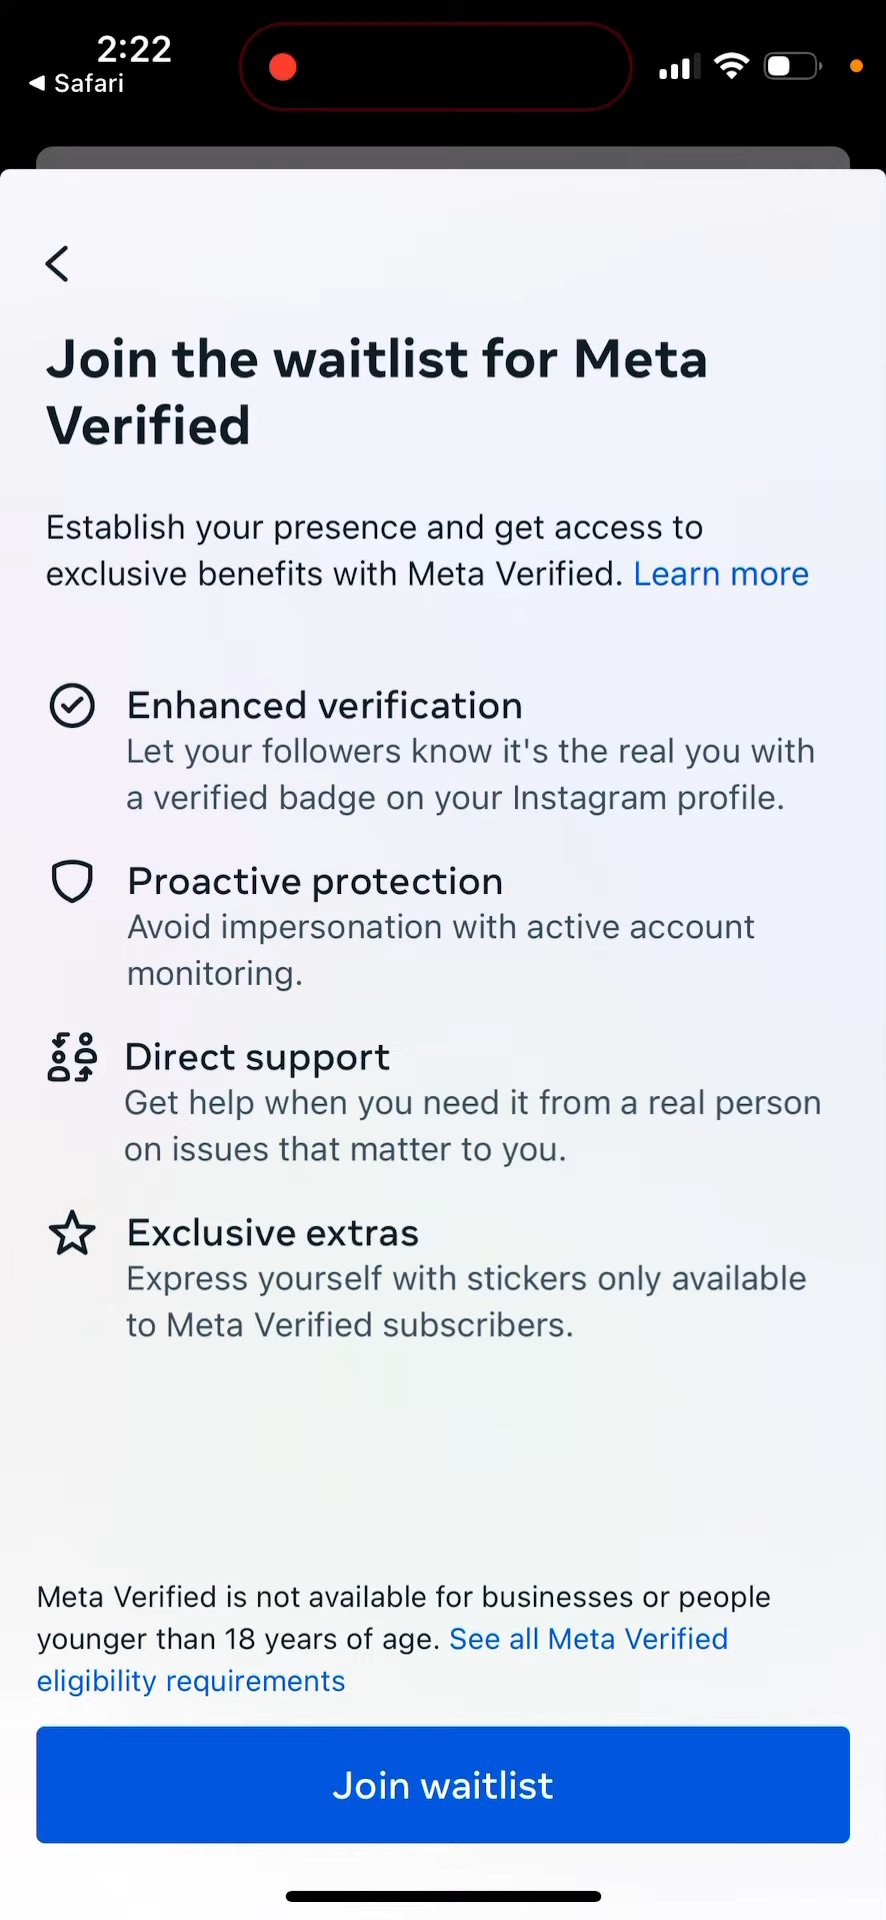 2:22
Safari
Join the waitlist for Meta
Verified
Establish your presence and get access to
exclusive benefits with Meta Verified. Learn more
Enhanced verification
Let your followers know it's the real you with
a verified badge on your Instagram profile.
Proactive protection
Avoid impersonation with active account
monitoring.
Direct support
Get help when you need it from a real person
on issues that matter to you.
Exclusive extras
Express yourself with stickers only available
to Meta Verified subscribers.
Meta Verified is not available for businesses or people
younger than 18 years of age. See all Meta Verified
eligibility requirements
Join waitlist